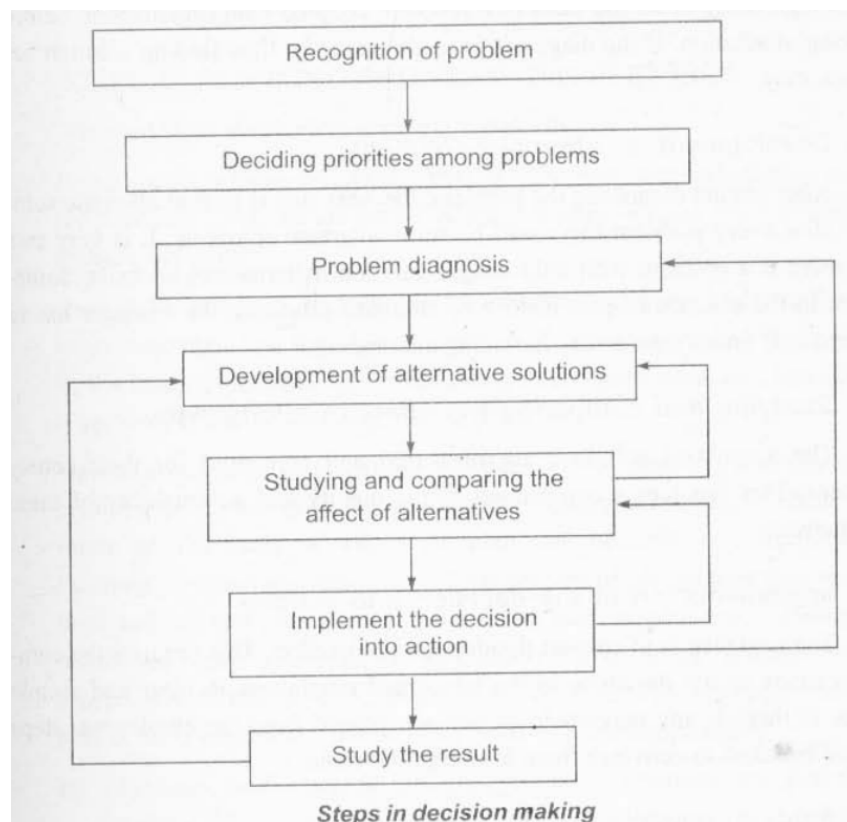 Recognition of problem
Deciding priorities among problems
Problem diagnosis
Development of alternative solutions
Studying and comparing the
affect of alternatives
Implement the decision
into action
Study the result
Steps in decision making